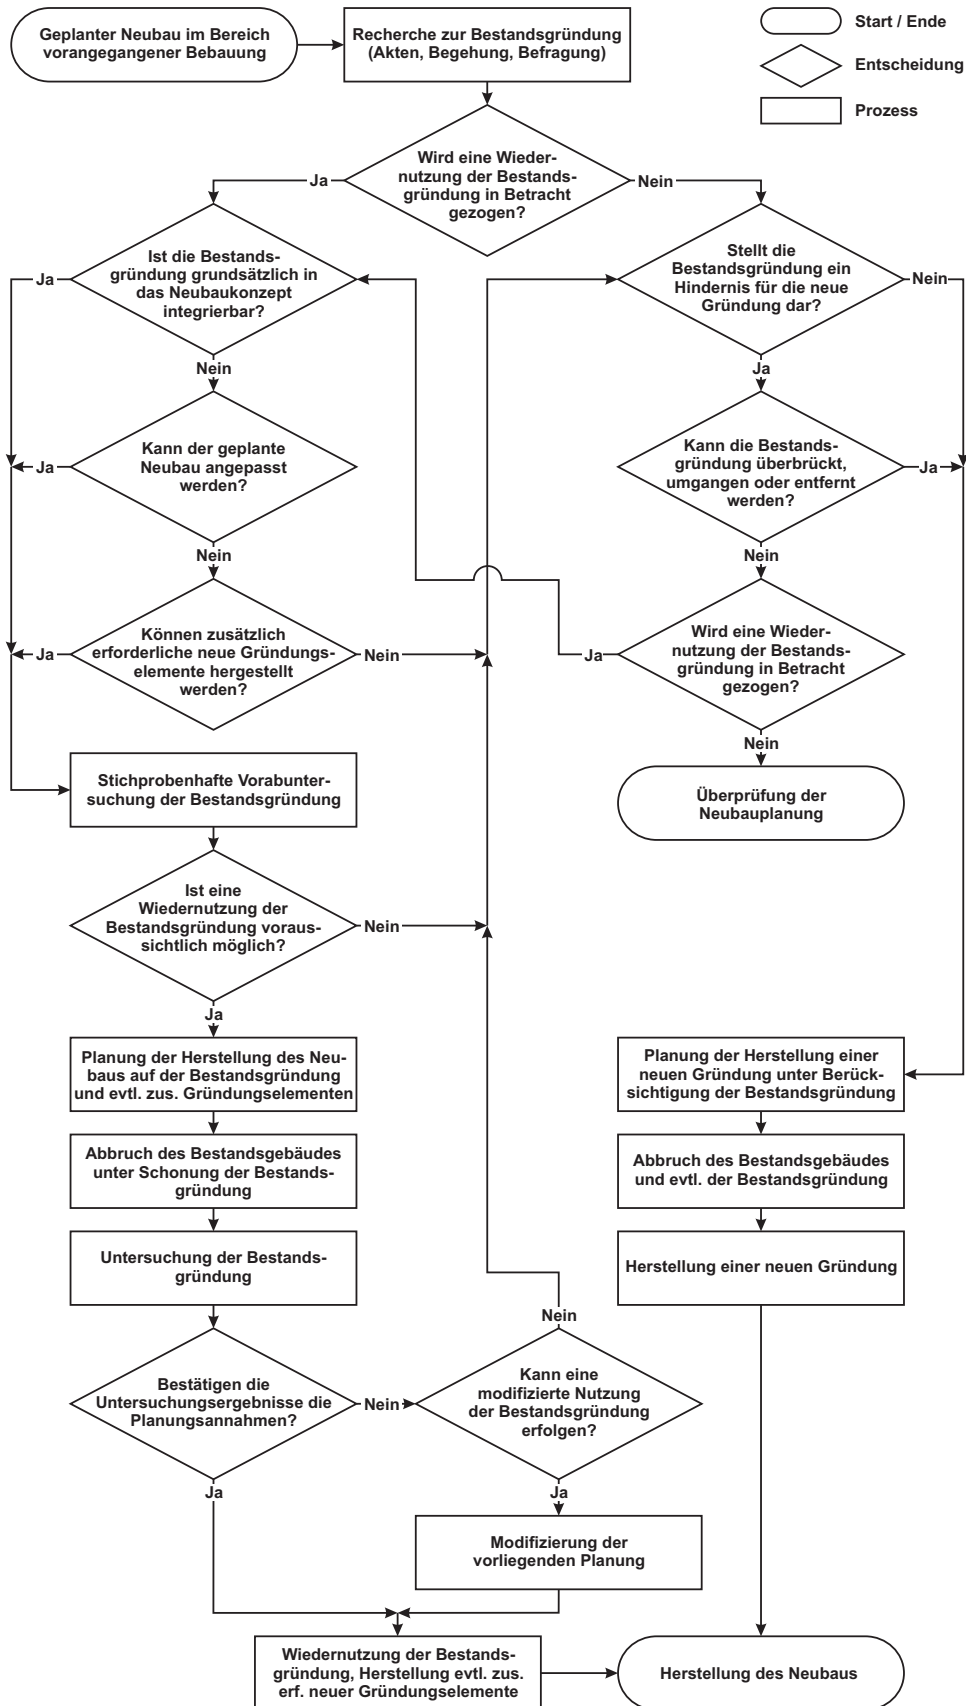 Geplanter Neubau im Bereich
vorangegangener Bebauung
Recherche zur Bestandsgründung
(Akten, Begehung, Befragung)
Start / Ende
Entscheidung
Prozess
Wird eine Wieder-
nutzung der Bestands-
gründung in Betracht
gezogen?
Ja
Nein
Ist die Bestands-
gründung grundsätzlich in
das Neubaukonzept
integrierbar?
Ja
Nein
Stellt die
Bestandsgründung ein
Hindernis für die neue
Gründung dar?
Nein
Ja
Kann der geplante
Neubau angepasst
werden?
Ja
Nein
Kann die Bestands-
gründung überbrückt,
umgangen oder entfernt
werden?
Ja
Nein
Können zusätzlich
erforderliche neue Gründungs-
elemente hergestellt
werden?
Ja
Nein
Wird eine Wieder-
nutzung der Bestands-
gründung in Betracht
gezogen?
Ja
Nein
Stichprobenhafte Vorabunter-
suchung der Bestandsgründung
Überprüfung der
Neubauplanung
Ist eine
Wiedernutzung der
Bestandsgründung voraus-
sichtlich möglich?
Nein
Ja
Planung der Herstellung des Neu-
baus auf der Bestandsgründung
und evtl. zus. Gründungselementen
Planung der Herstellung einer
neuen Gründung unter Berück-
sichtigung der Bestandsgründung
Abbruch des Bestandsgebäudes
unter Schonung der Bestands-
gründung
Abbruch des Bestandsgebäudes
und evtl. der Bestandsgründung
Untersuchung der Bestands-
gründung
Herstellung einer neuen Gründung
Bestätigen die
Untersuchungsergebnisse die
Planungsannahmen?
Nein
Ja
Kann eine
modifizierte Nutzung
der Bestandsgründung
erfolgen?
Nein
Ja
Modifizierung der
vorliegenden Planung
Wiedernutzung der Bestands-
gründung, Herstellung evtl. zus.
erf. neuer Gründungselemente
Herstellung des Neubaus